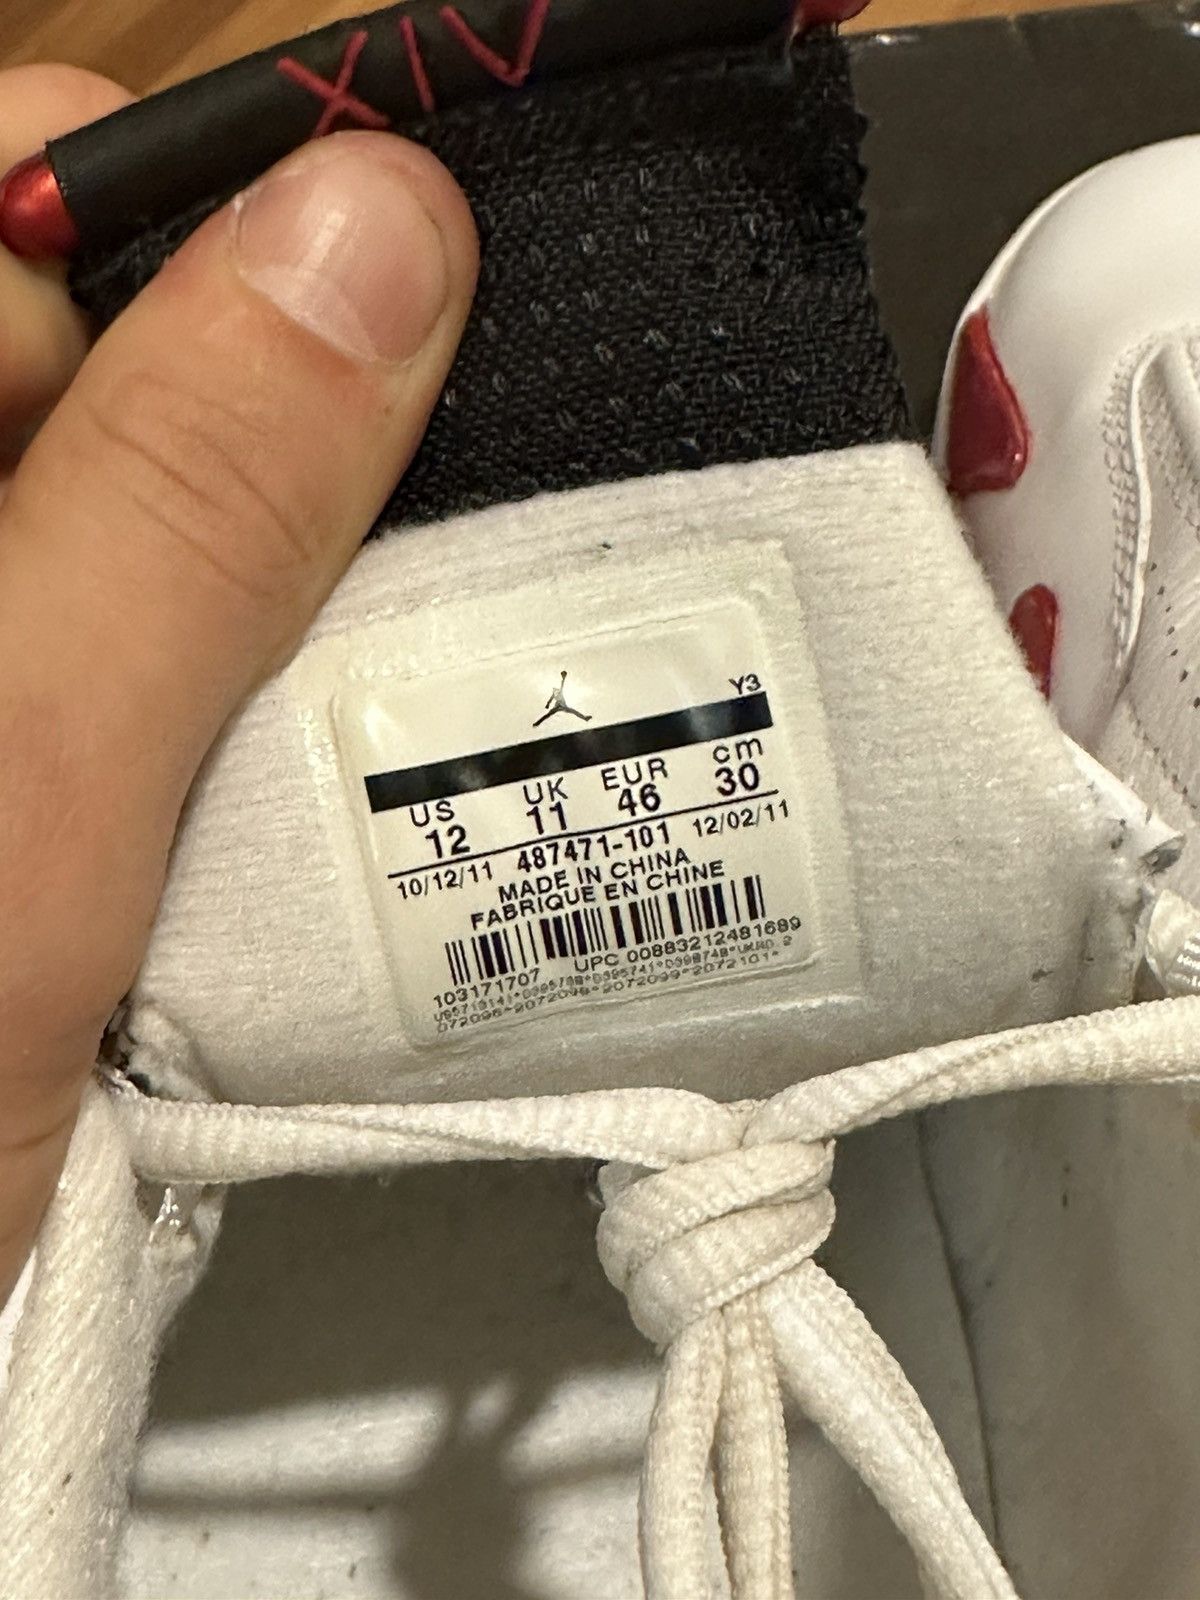 XIV
Y3
US UK EUR cm
12 11 46 30
10/12/11 487471-101 12/02/11
MADE IN CHINA
FABRIQUE EN CHINE
103171707 UPC 00883212481689